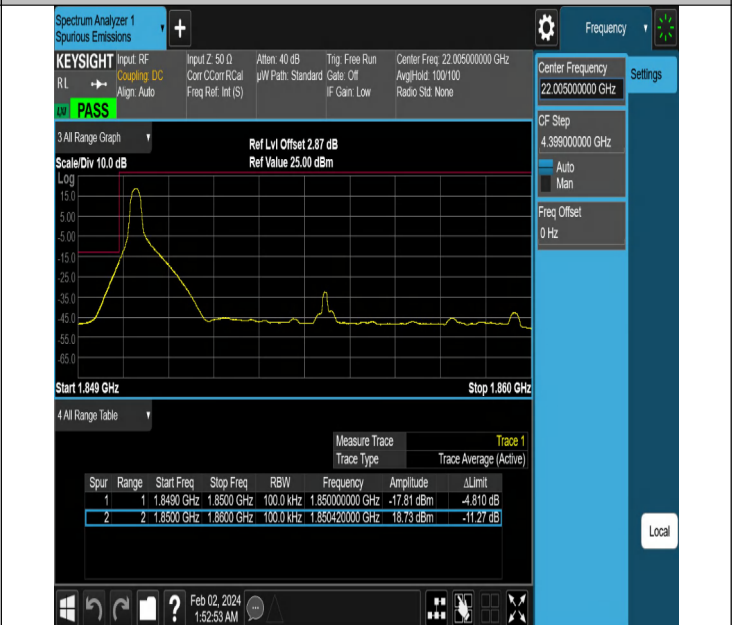 Spectrum Analyzer 1
Spurious Emissions
Frequency
KEYSIGHT
RL
Input: RF
Coupling: DC
Align: Auto
Input Z: 50 Ω
Corr CCorr RCal
Freq Ref: Int (S)
Atten: 40 dB
µW Path: Standard
Trig: Free Run
Gate: Off
IF Gain: Low
Center Freq: 22.005000000 GHz
Avg|Hold: 100/100
Radio Std: None
PASS
Center Frequency
22.005000000 GHz
Settings
CF Step
4.399000000 GHz
Auto
Man
Freq Offset
0 Hz
3 All Range Graph
Scale/Div 10.0 dB
Ref Lvl Offset 2.87 dB
Ref Value 25.00 dBm
Log
15.0
5.00
-5.00
-15.0
-25.0
-35.0
-45.0
-55.0
-65.0
Start 1.849 GHz
Stop 1.860 GHz
4 All Range Table
Measure Trace Trace 1
Trace Type Trace Average (Active)
Spur Range Start Freq Stop Freq RBW Frequency Amplitude ΔLimit
1 1 1.8490 GHz 1.8500 GHz 100.0 kHz 1.850000000 GHz -17.81 dBm -4.810 dB
2 2 1.8500 GHz 1.8600 GHz 100.0 kHz 1.850420000 GHz 18.73 dBm -11.27 dB
Local
Feb 02, 2024
1:52:53 AM